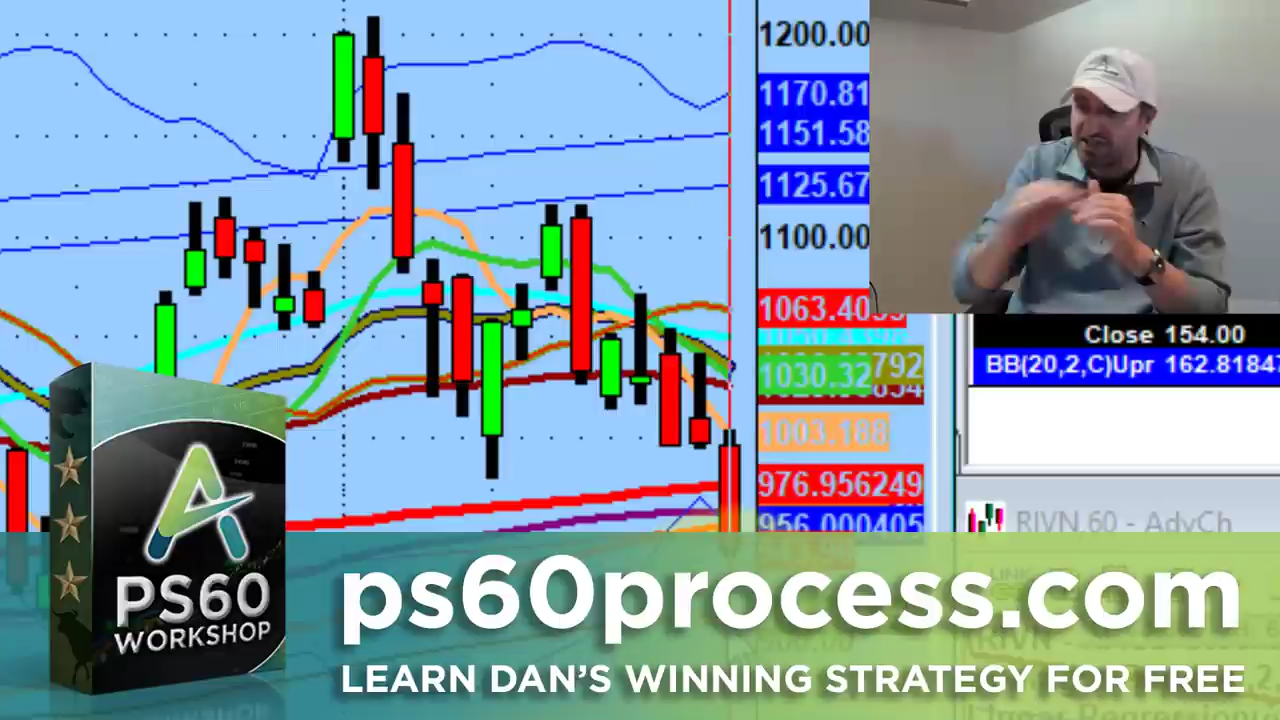 1200.00
1170.81
1151.58
1125.67
1100.00
1063.40
1030.32
792
1003.188
976.956249
956.000405
Close 154.00
BB(20,2,C)Upr 162.8184
RIVN.60 - AdvCh
PS60
WORKSHOP
ps60process.com
LEARN DAN'S WINNING STRATEGY FOR FREE